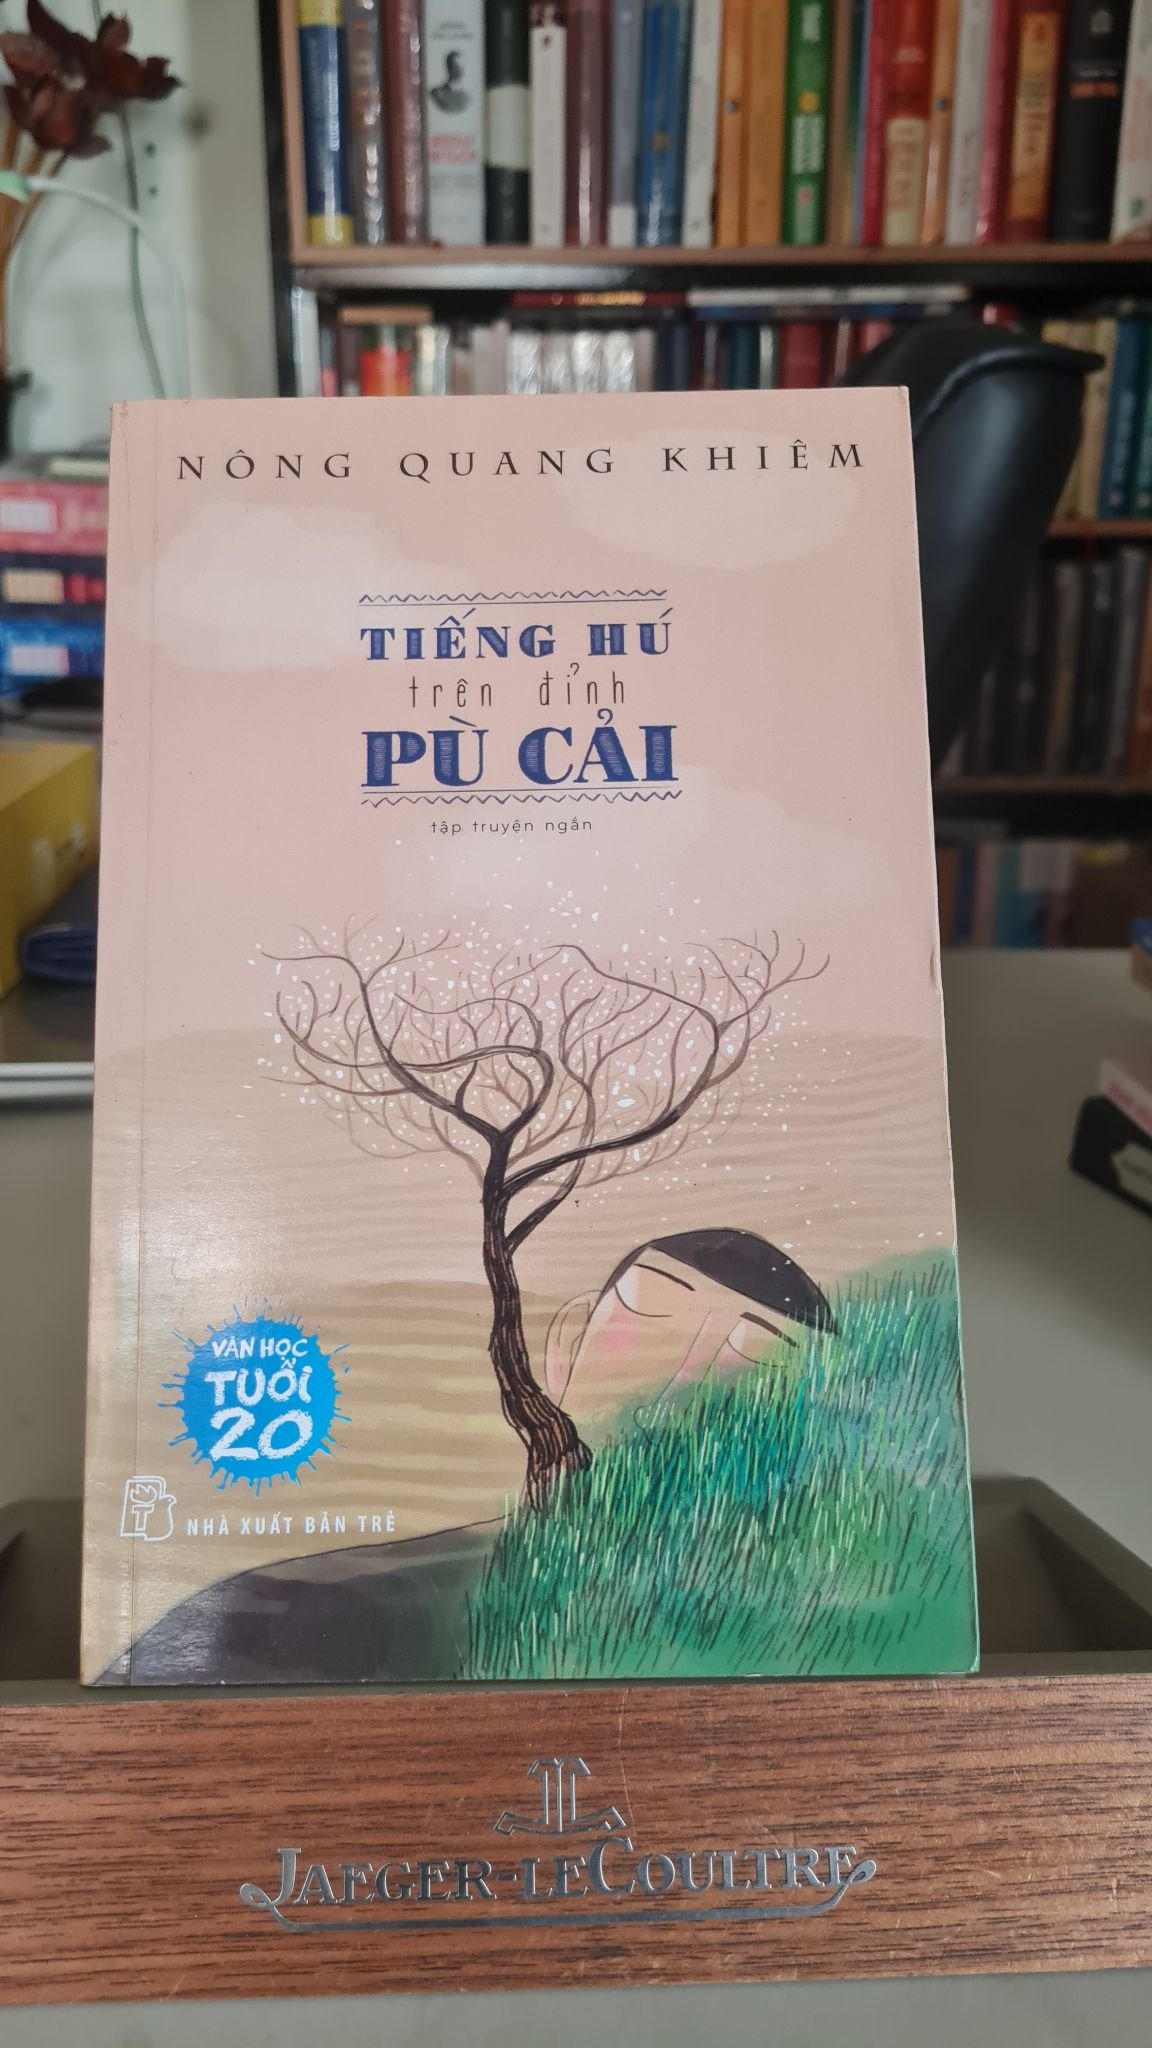 NÔNG QUANG KHIÊM
TIẾNG HÚ
trên đỉnh
PÙ CẢI
tập truyện ngắn
VĂN HỌC
TUỔI
20
NHÀ XUẤT BẢN TRẺ
JAEGER-LECOULTRE